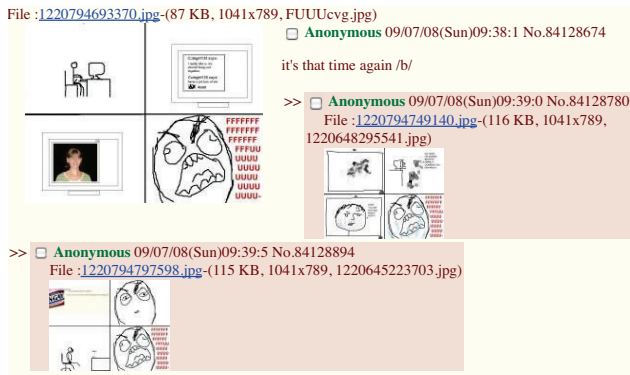 File :1220794693370.jpg-(87 KB, 1041x789, FUUUcvg.jpg)
Anonymous 09/07/08(Sun)09:38:1 No.84128674
it's that time again /b/
FFFFFFF
FFFFFFF
FFFFFF
FFFUU
UUUU
UUUU
UUUU
UUUU
UUUU
UUUU-
>> Anonymous 09/07/08(Sun)09:39:0 No.84128780
File :1220794749140.jpg-(116 KB, 1041x789,
1220648295541.jpg)
>> Anonymous 09/07/08(Sun)09:39:5 No.84128894
File :1220794797598.jpg-(115 KB, 1041x789, 1220645223703.jpg)